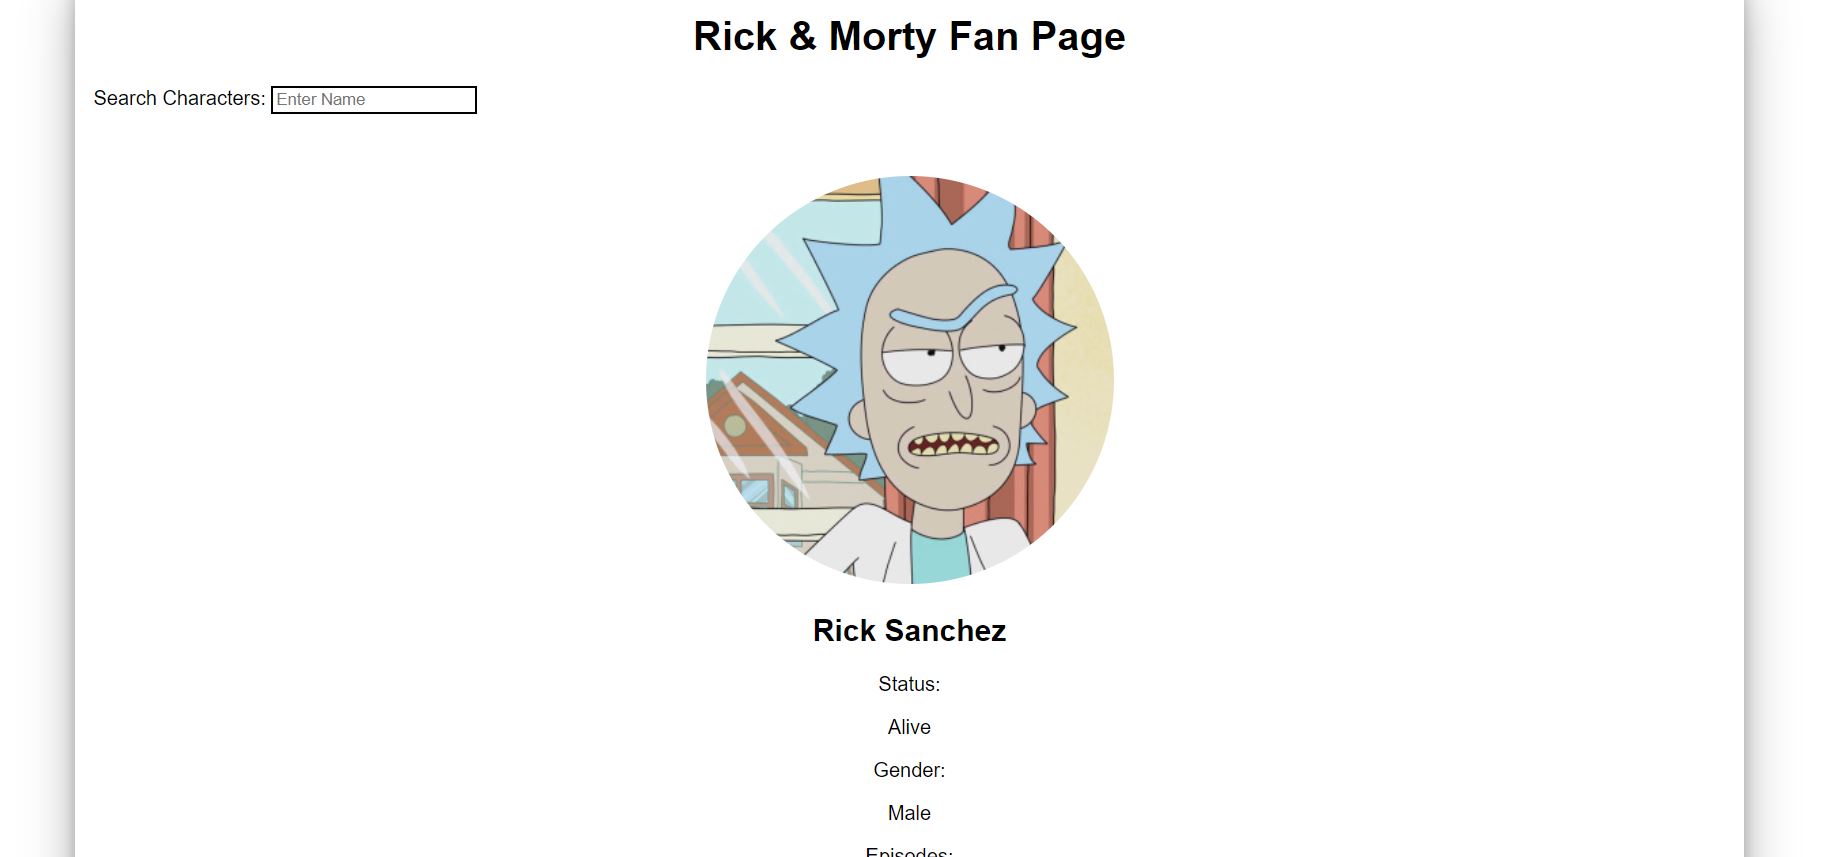 Rick & Morty Fan Page
Search Characters: Enter Name
Rick Sanchez
Status:
Alive
Gender:
Male
Episodes: